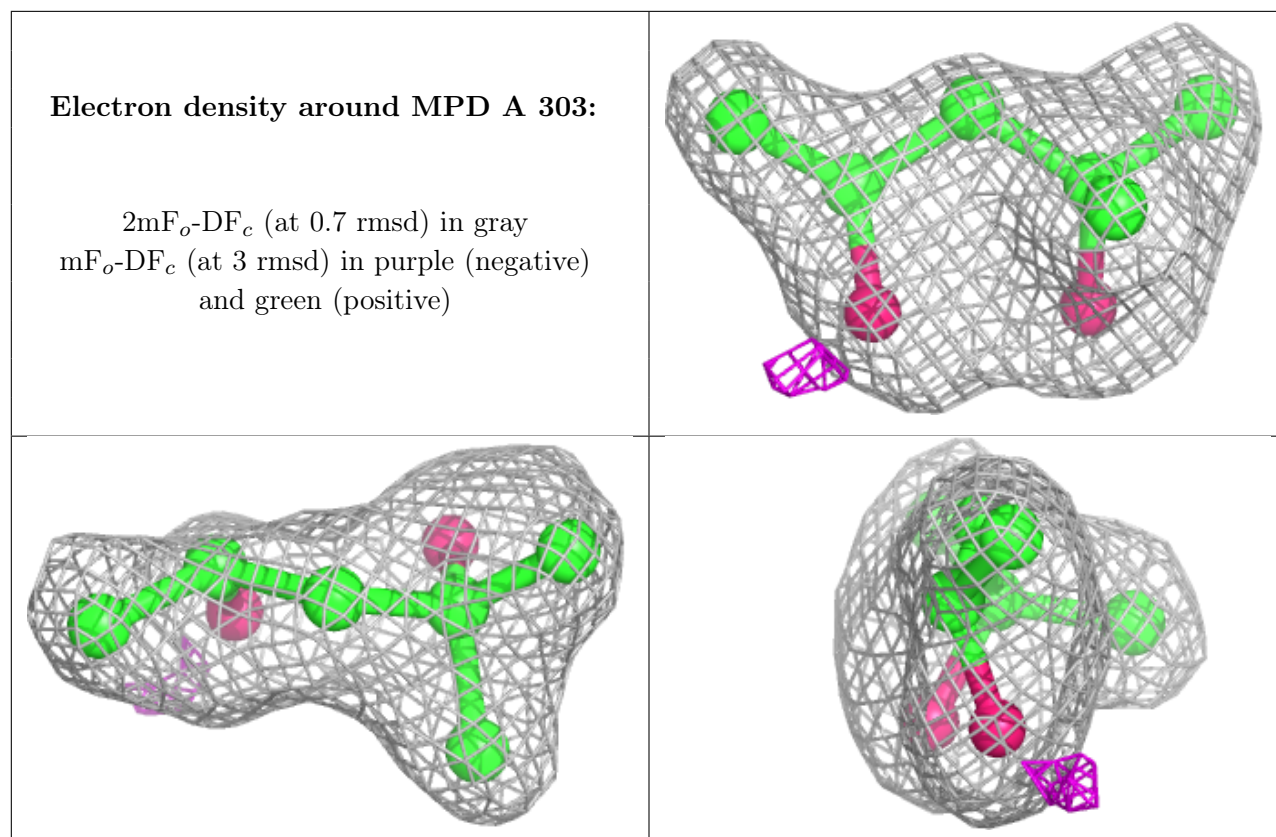 Electron density around MPD A 303:
2mFo-DFc (at 0.7 rmsd) in gray
mFo-DFc (at 3 rmsd) in purple (negative)
and green (positive)